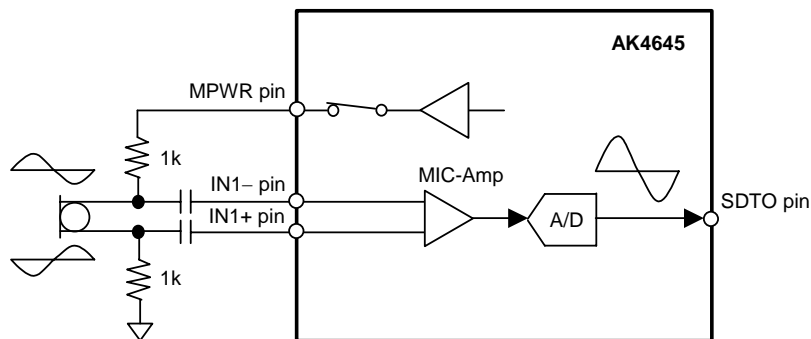 AK4645
MPWR pin
1k
IN1− pin
MIC-Amp
IN1+ pin
A/D
SDTO pin
1k